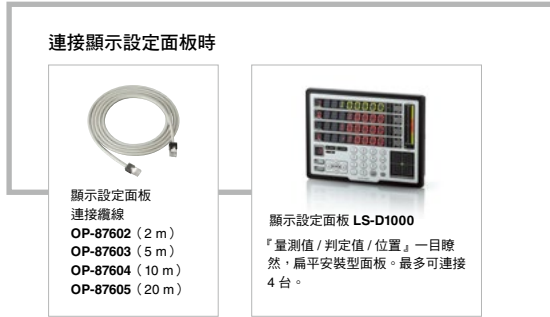 連接顯示設定面板時
顯示設定面板
連接纜線
OP-87602（2 m）
OP-87603（5 m）
OP-87604（10 m）
OP-87605（20 m）
顯示設定面板 LS-D1000
『量測值 / 判定值 / 位置』一目瞭
然，扁平安裝型面板。最多可連接
4 台。